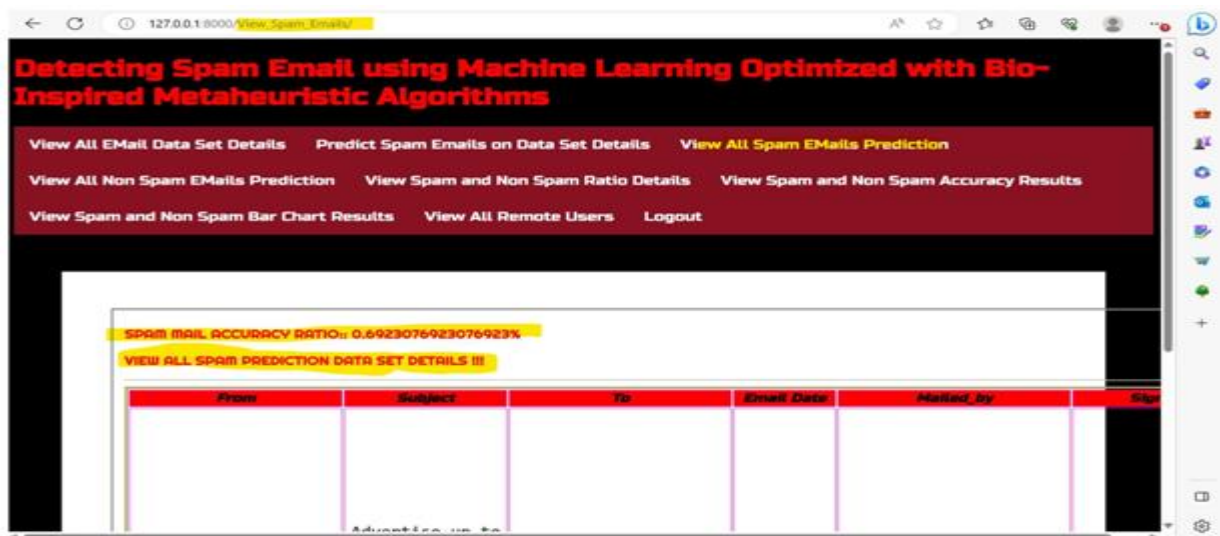 127.0.0.1:8000/View_Spam_Emails/
Detecting Spam Email using Machine Learning Optimized with Bio-
Inspired Metaheuristic Algorithms
View All EMail Data Set Details Predict Spam Emails on Data Set Details View All Spam EMails Prediction
View All Non Spam EMails Prediction View Spam and Non Spam Ratio Details View Spam and Non Spam Accuracy Results
View Spam and Non Spam Bar Chart Results View All Remote Users Logout
SPAM MAIL ACCURACY RATIO:: 0.6923076923076923%
VIEW ALL SPAM PREDICTION DATA SET DETAILS !!!
From Subject To Email Date Mailed_by
Advertise up to